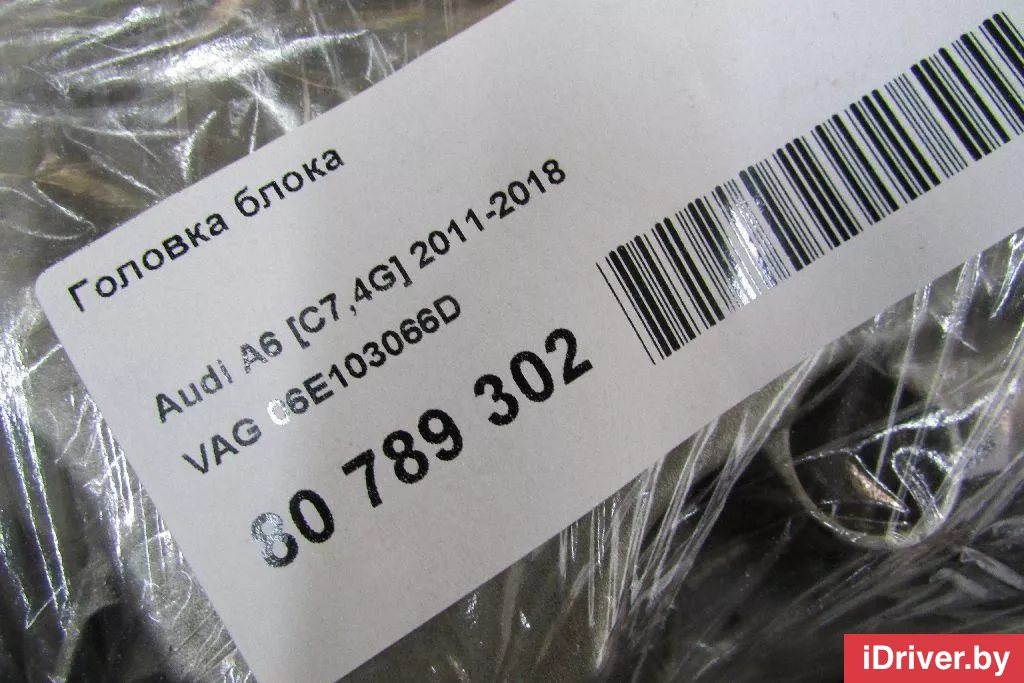 Головка блока
Audi A6 [C7,4G] 2011-2018
VAG 06E103066D
80 789 302
iDriver.by